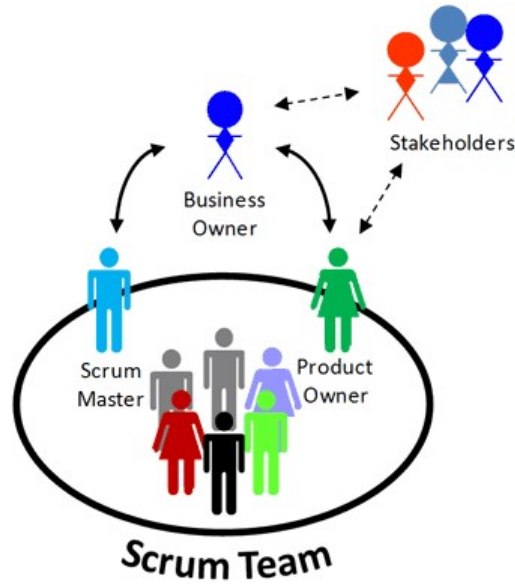 Stakeholders
Business
Owner
Scrum
Master
Product
Owner
Scrum Team